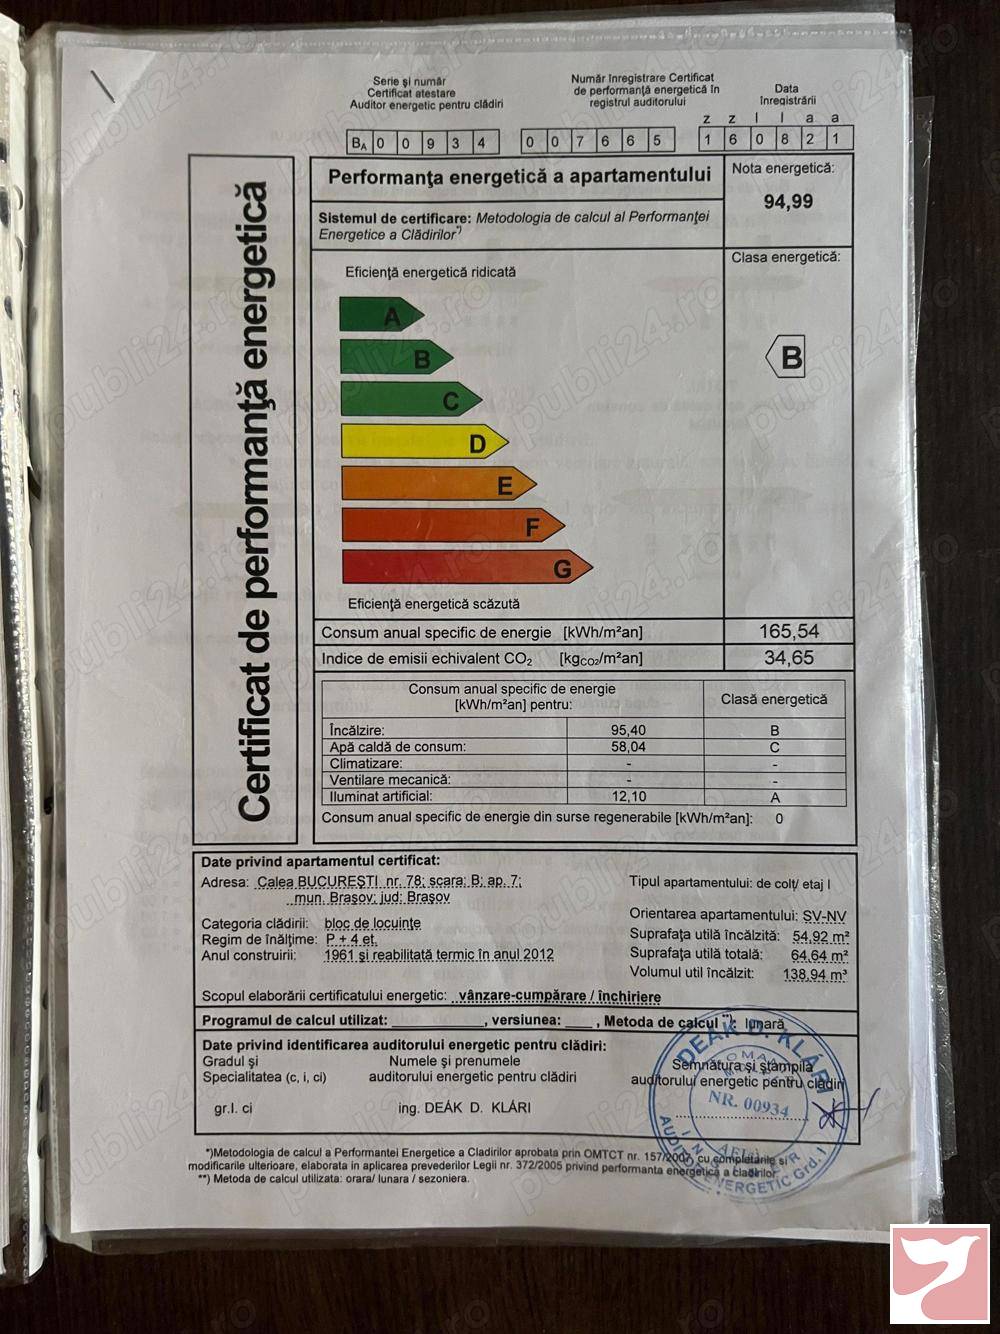 Serie şi număr
Certificat atestare
Auditor energetic pentru clădiri
Număr înregistrare Certificat
de performanţă energetică în
registrul auditorului
Data
înregistrării
z z l l a a
BA 0 0 9 3 4
0 0 7 6 6 5
1 6 0 8 2 1
Certificat de performanţă energetică
Performanţa energetică a apartamentului
Nota energetică:
94,99
Sistemul de certificare: Metodologia de calcul al Performanţei
Energetice a Clădirilor*)
Clasa energetică:
B
Eficienţă energetică ridicată
A
B
C
D
E
F
G
Eficienţă energetică scăzută
Consum anual specific de energie [kWh/m²an] 165,54
Indice de emisii echivalent CO₂ [kgCO₂/m²an] 34,65
Consum anual specific de energie
[kWh/m²an] pentru:
Clasă energetică
Încălzire: 95,40 B
Apă caldă de consum: 58,04 C
Climatizare: - -
Ventilare mecanică: - -
Iluminat artificial: 12,10 A
Consum anual specific de energie din surse regenerabile [kWh/m²an]: 0
Date privind apartamentul certificat:
Adresa: Calea BUCUREŞTI nr. 78; scara: B; ap. 7;
mun. Braşov; jud: Braşov
Tipul apartamentului: de colt/ etaj I
Categoria clădirii: bloc de locuinţe
Regim de înălţime: P + 4 et.
Anul construirii: 1961 şi reabilitată termic în anul 2012
Orientarea apartamentului: SV-NV
Suprafaţa utilă încălzită: 54,92 m²
Suprafaţa utilă totală: 64,64 m²
Volumul util încălzit: 138,94 m³
Scopul elaborării certificatului energetic: vânzare-cumpărare / închiriere
Programul de calcul utilizat: __________, versiunea: ____ , Metoda de calcul **): lunară
Date privind identificarea auditorului energetic pentru clădiri:
Gradul şi
Specialitatea (c, i, ci)
Numele şi prenumele
auditorului energetic pentru clădiri
Semnătura şi ştampila
auditorului energetic pentru clădiri
gr.I. ci
ing. DEÁK D. KLÁRI
DEÁK D. KLÁRI
NR. 00934
AUDITOR ENERGETIC Grd. I
*)Metodologia de calcul a Performantei Energetice a Cladirilor aprobata prin OMTCT nr. 157/2007, cu completările si/
modificarile ulterioare, elaborata in aplicarea prevederilor Legii nr. 372/2005 privind performanta energetică a cladirilor
**) Metoda de calcul utilizata: orara/ lunara / sezoniera.
publi24.ro